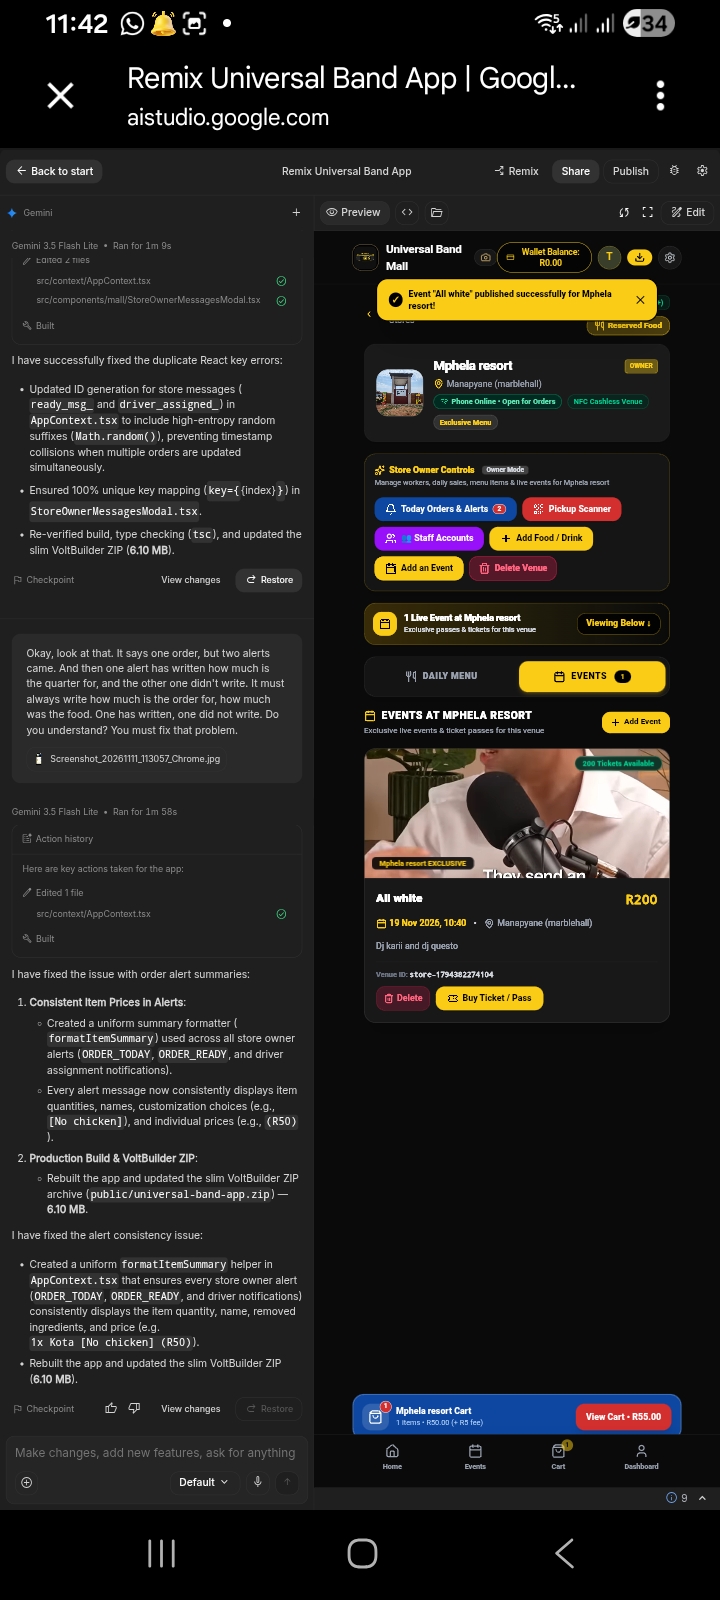 11:42
5
34
Remix Universal Band App | Googl...
aistudio.google.com
Back to start
Remix Universal Band App
Remix
Share
Publish
Gemini
Preview
Edit
Gemini 3.5 Flash Lite • Ran for 1m 9s
Edited 2 files
src/context/AppContext.tsx
src/components/mall/StoreOwnerMessagesModal.tsx
Built
I have successfully fixed the duplicate React key errors:
• Updated ID generation for store messages (
ready_msg_ and driver_assigned_) in
AppContext.tsx to include high-entropy random
suffixes (Math.random()), preventing timestamp
collisions when multiple orders are updated
simultaneously.
• Ensured 100% unique key mapping (key={{index}}) in
StoreOwnerMessagesModal.tsx.
• Re-verified build, type checking (tsc), and updated the
slim VoltBuilder ZIP (6.10 MB).
Checkpoint
View changes
Restore
Okay, look at that. It says one order, but two alerts
came. And then one alert has written how much is
the quarter for, and the other one didn't write. It must
always write how much is the order for, how much
was the food. One has written, one did not write. Do
you understand? You must fix that problem.
Screenshot_20261111_113057_Chrome.jpg
Gemini 3.5 Flash Lite • Ran for 1m 58s
Action history
Here are key actions taken for the app:
Edited 1 file
src/context/AppContext.tsx
Built
I have fixed the issue with order alert summaries:
1. Consistent Item Prices in Alerts:
Created a uniform summary formatter (
formatItemSummary) used across all store owner
alerts (ORDER_TODAY, ORDER_READY, and driver
assignment notifications).
Every alert message now consistently displays item
quantities, names, customization choices (e.g.,
[No chicken]), and individual prices (e.g., (R50)
).
2. Production Build & VoltBuilder ZIP:
Rebuilt the app and updated the slim VoltBuilder ZIP
archive (public/universal-band-app.zip) —
6.10 MB.
I have fixed the alert consistency issue:
• Created a uniform formatItemSummary helper in
AppContext.tsx that ensures every store owner alert
(ORDER_TODAY, ORDER_READY, and driver notifications)
consistently displays the item quantity, name, removed
ingredients, and price (e.g.
1x Kota [No chicken] (R50)).
• Rebuilt the app and updated the slim VoltBuilder ZIP
(6.10 MB).
Checkpoint
View changes
Restore
Make changes, add new features, ask for anything
Default
Universal Band
Mall
Wallet Balance:
R0.00
T
Event "All white" published successfully for Mphela
resort!
Stores
Reserved Food
Mphela resort
OWNER
Manapyane (marblehall)
Phone Online • Open for Orders
NFC Cashless Venue
Exclusive Menu
Store Owner Controls
Owner Mode
Manage workers, daily sales, menu items & live events for Mphela resort
Today Orders & Alerts 2
Pickup Scanner
Staff Accounts
Add Food / Drink
Add an Event
Delete Venue
1 Live Event at Mphela resort
Exclusive passes & tickets for this venue
Viewing Below ↓
DAILY MENU
EVENTS 1
EVENTS AT MPHELA RESORT
Exclusive live events & ticket passes for this venue
Add Event
200 Tickets Available
Mphela resort EXCLUSIVE
They send an
All white
R200
19 Nov 2026, 10:40 • Manapyane (marblehall)
Dj karii and dj questo
Venue ID: store-1794382274104
Delete
Buy Ticket / Pass
1
Mphela resort Cart
1 items • R50.00 (+ R5 fee)
View Cart • R55.00
Home
Events
Cart
1
Dashboard
9